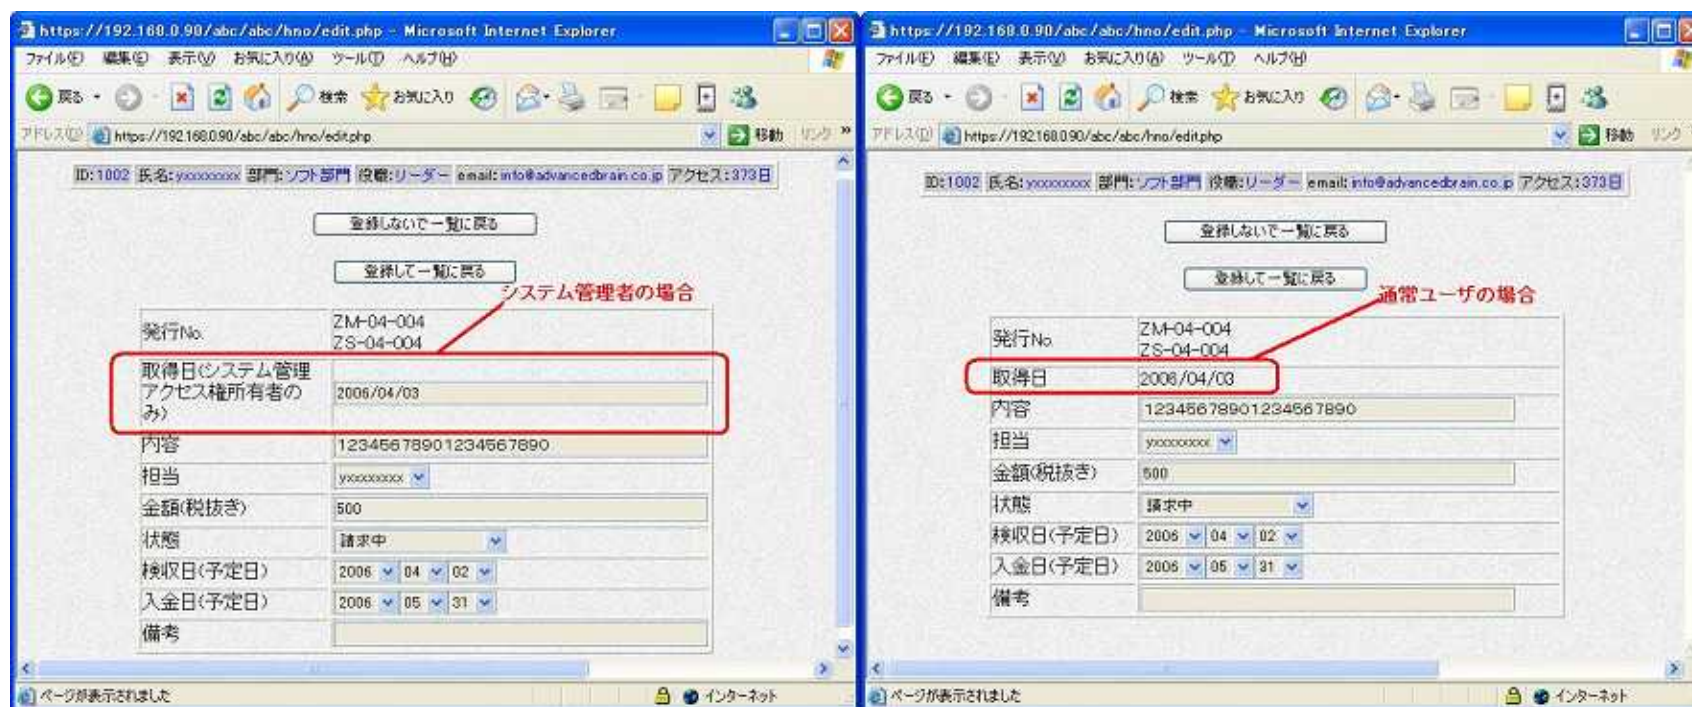 https://192.168.0.90/abc/abc/hno/edit.php - Microsoft Internet Explorer
ファイル(F) 編集(E) 表示(V) お気に入り(A) ツール(T) ヘルプ(H)
戻る 検索 お気に入り
アドレス(D) https://192.168.0.90/abc/abc/hno/edit.php 移動 リンク »
ID:1002 氏名:yxxxxxxxx 部門:ソフト部門 役職:リーダー email:info@advancedbrain.co.jp アクセス:373日
登録しないで一覧に戻る
登録して一覧に戻る
システム管理者の場合
発行No.
ZM-04-004
ZS-04-004
取得日(システム管理
アクセス権所有者の
み)
2006/04/03
内容 12345678901234567890
担当 yxxxxxxxx
金額(税抜き) 500
状態 請求中
検収日(予定日) 2006 04 02
入金日(予定日) 2006 05 31
備考
ページが表示されました インターネット
https://192.168.0.90/abc/abc/hno/edit.php - Microsoft Internet Explorer
ファイル(F) 編集(E) 表示(V) お気に入り(A) ツール(T) ヘルプ(H)
戻る 検索 お気に入り
アドレス(D) https://192.168.0.90/abc/abc/hno/edit.php 移動 リンク
ID:1002 氏名:yxxxxxxxx 部門:ソフト部門 役職:リーダー email:info@advancedbrain.co.jp アクセス:373日
登録しないで一覧に戻る
登録して一覧に戻る
通常ユーザの場合
発行No.
ZM-04-004
ZS-04-004
取得日 2006/04/03
内容 12345678901234567890
担当 yxxxxxxxx
金額(税抜き) 500
状態 請求中
検収日(予定日) 2006 04 02
入金日(予定日) 2006 05 31
備考
ページが表示されました インターネット